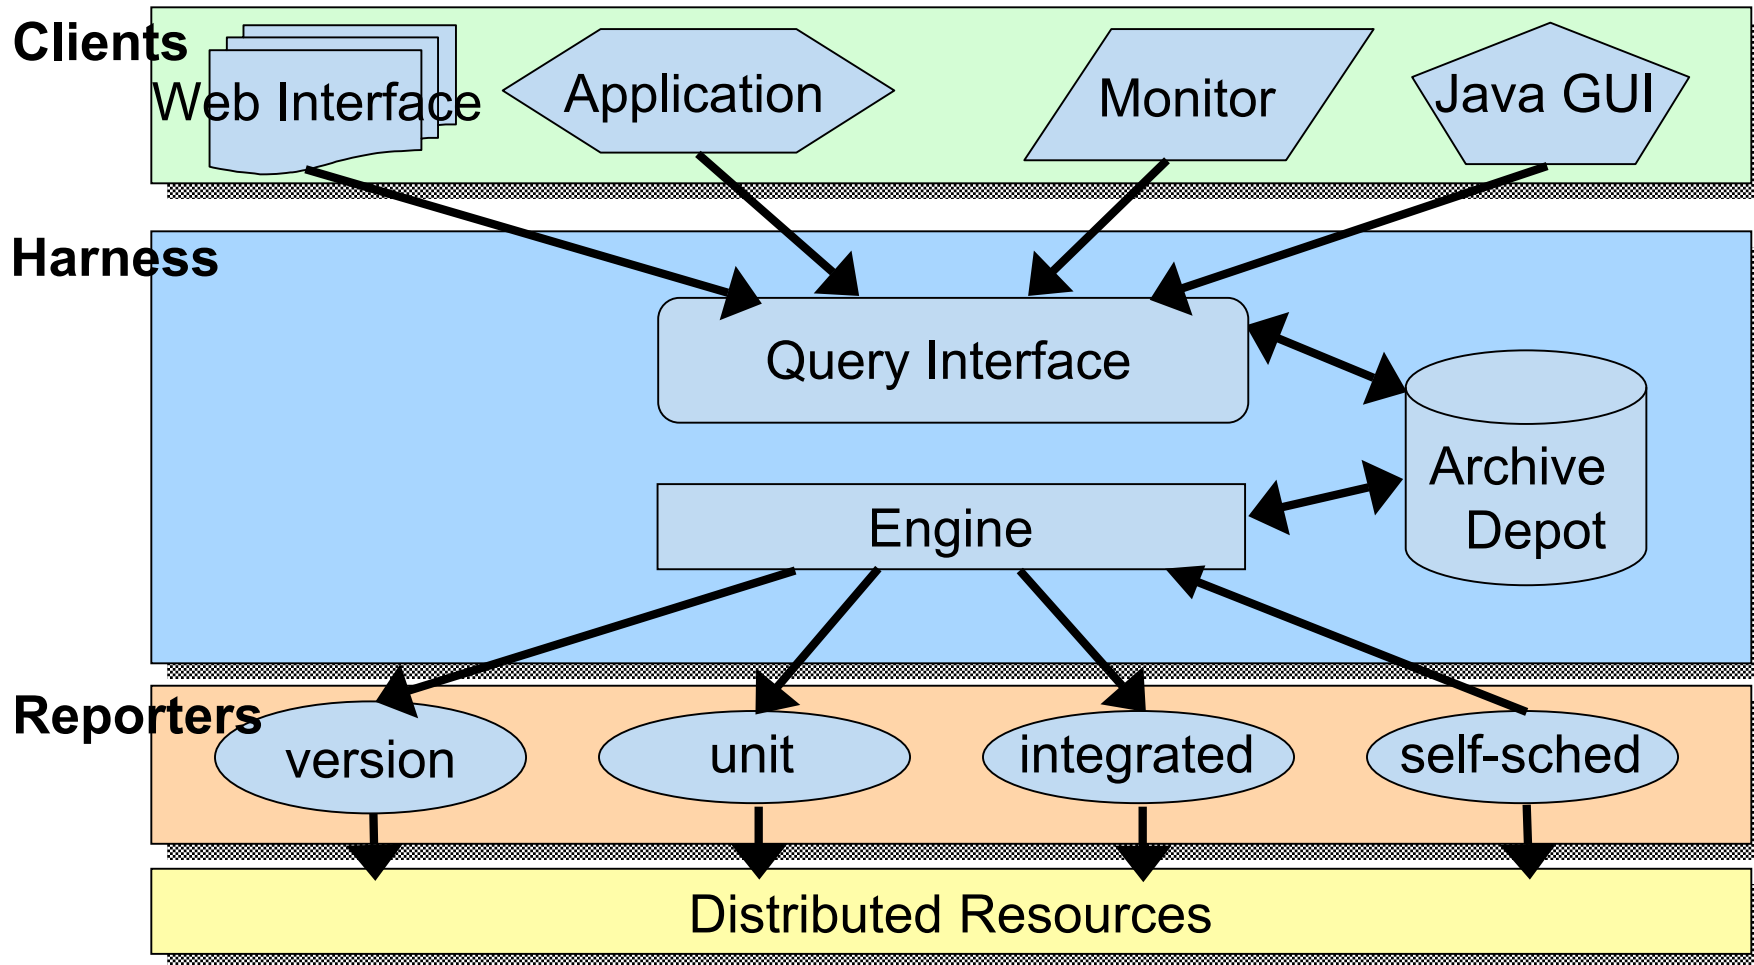 Clients
Web Interface
Application
Monitor
Java GUI
Harness
Query Interface
Archive
Depot
Engine
Reporters
version
unit
integrated
self-sched
Distributed Resources